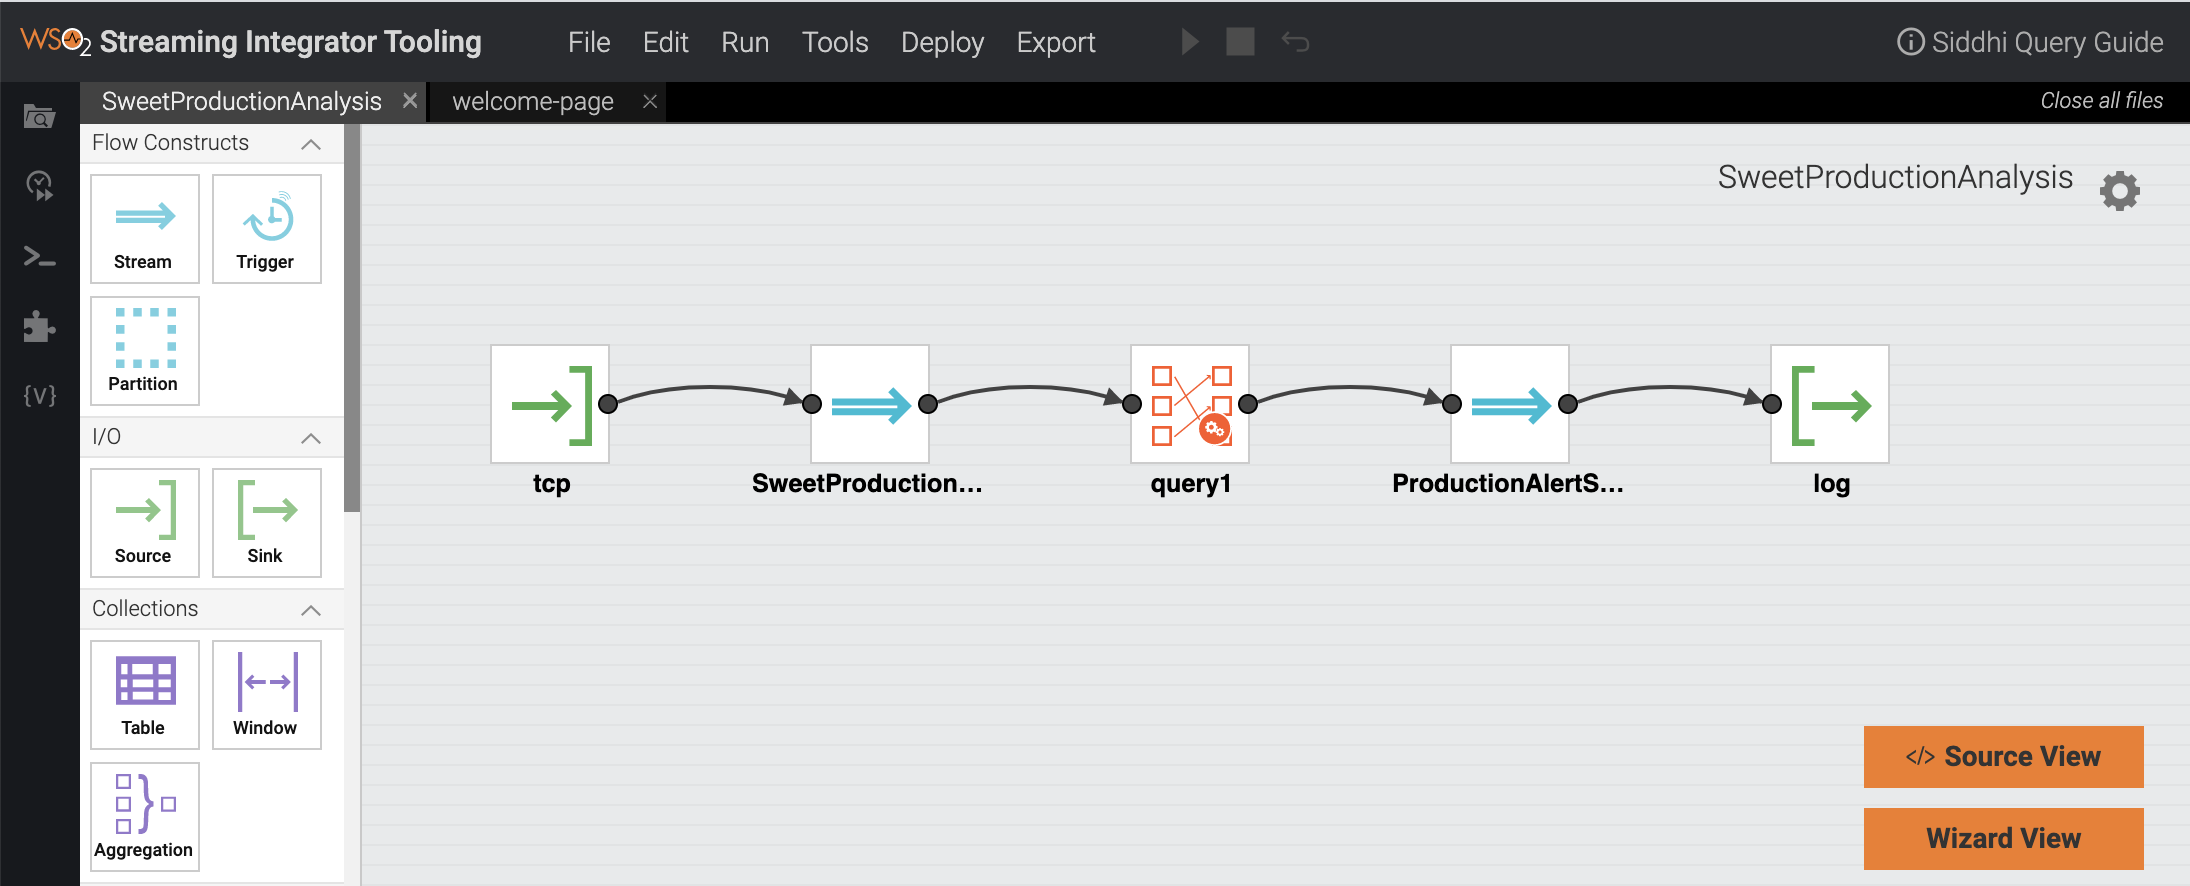 WSO2 Streaming Integrator Tooling File Edit Run Tools Deploy Export Siddhi Query Guide
SweetProductionAnalysis welcome-page Close all files
Flow Constructs
Stream Trigger
Partition
I/O
Source Sink
Collections
Table Window
Aggregation
{V}
SweetProductionAnalysis
tcp SweetProduction... query1 ProductionAlertS... log
</> Source View
Wizard View